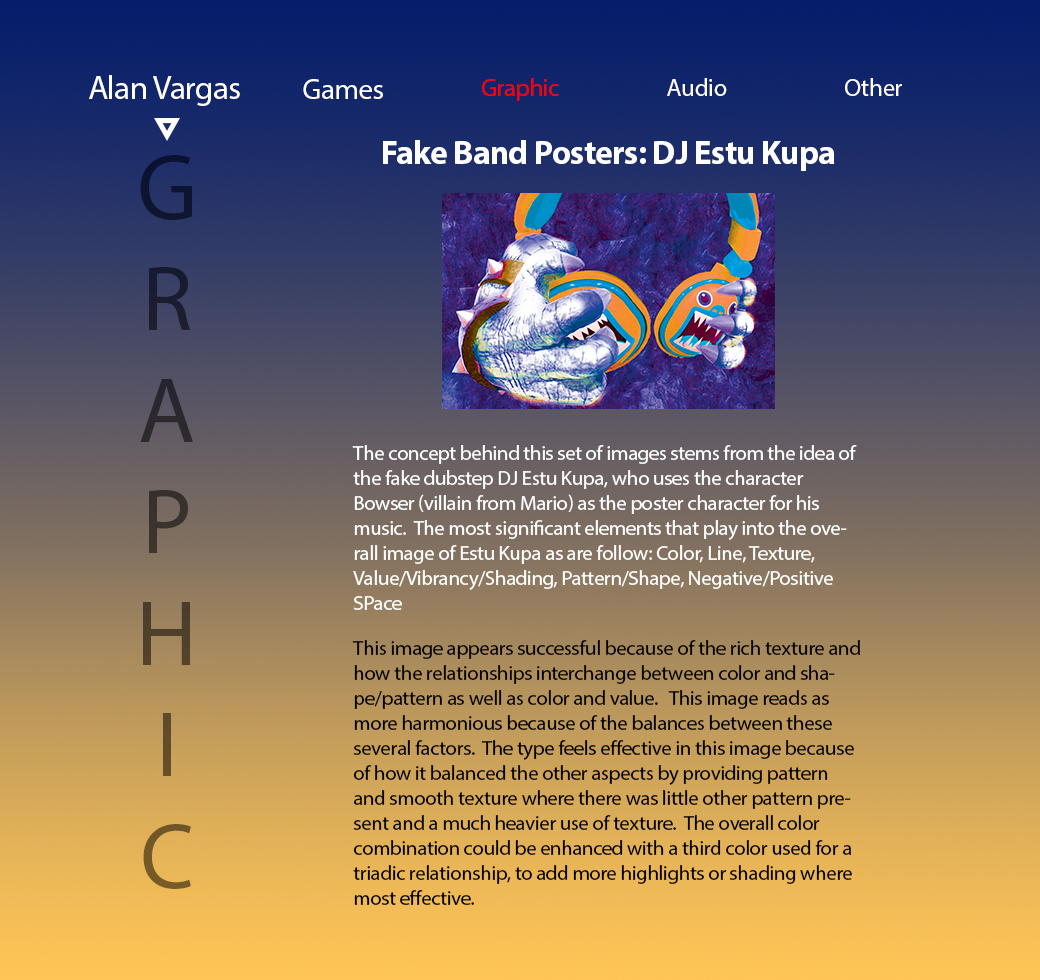 Alan Vargas
Games
Graphic
Audio
Other
G
R
A
P
H
I
C
Fake Band Posters: DJ Estu Kupa
The concept behind this set of images stems from the idea of
the fake dubstep DJ Estu Kupa, who uses the character
Bowser (villain from Mario) as the poster character for his
music.  The most significant elements that play into the ove-
rall image of Estu Kupa as are follow: Color, Line, Texture,
Value/Vibrancy/Shading, Pattern/Shape, Negative/Positive
SPace
This image appears successful because of the rich texture and
how the relationships interchange between color and sha-
pe/pattern as well as color and value.   This image reads as
more harmonious because of the balances between these
several factors.  The type feels effective in this image because
of how it balanced the other aspects by providing pattern
and smooth texture where there was little other pattern pre-
sent and a much heavier use of texture.  The overall color
combination could be enhanced with a third color used for a
triadic relationship, to add more highlights or shading where
most effective.